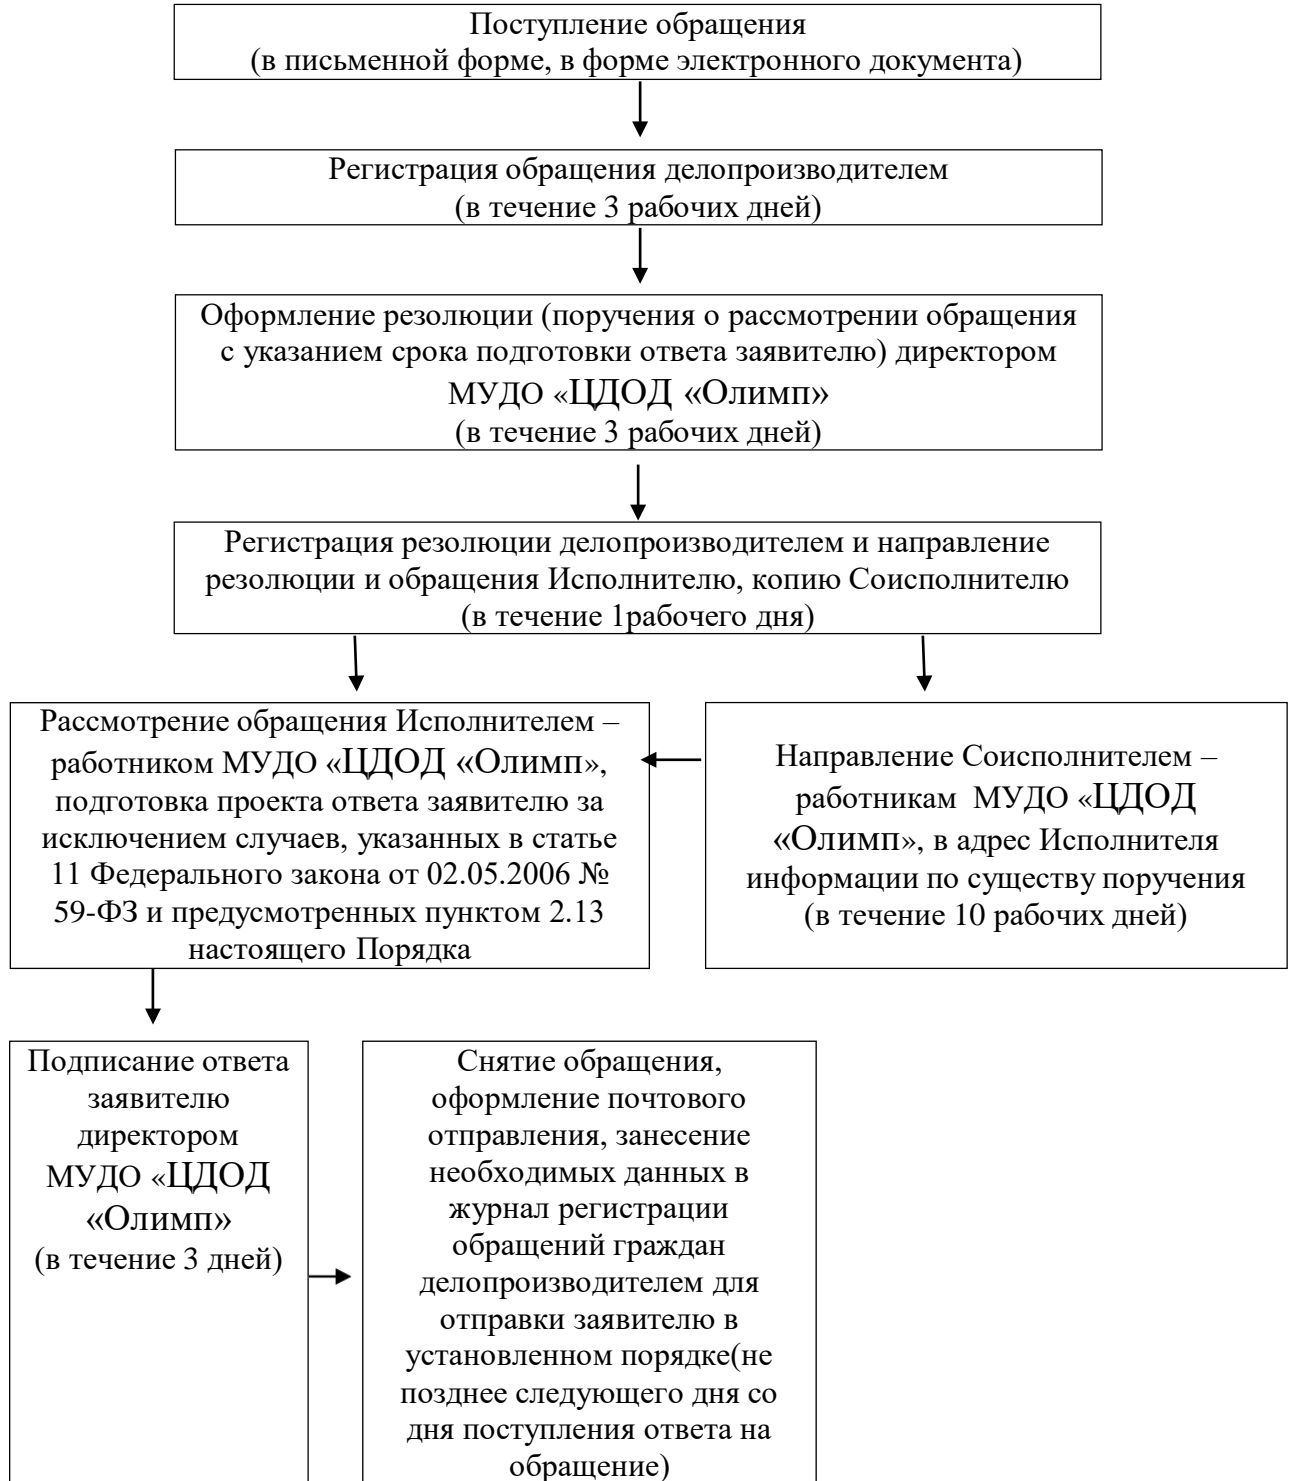 Поступление обращения
(в письменной форме, в форме электронного документа)
Регистрация обращения делопроизводителем
(в течение 3 рабочих дней)
Оформление резолюции (поручения о рассмотрении обращения
с указанием срока подготовки ответа заявителю) директором
МУДО «ЦДОД «Олимп»
(в течение 3 рабочих дней)
Регистрация резолюции делопроизводителем и направление
резолюции и обращения Исполнителю, копию Соисполнителю
(в течение 1рабочего дня)
Рассмотрение обращения Исполнителем –
работником МУДО «ЦДОД «Олимп»,
подготовка проекта ответа заявителю за
исключением случаев, указанных в статье
11 Федерального закона от 02.05.2006 №
59-ФЗ и предусмотренных пунктом 2.13
настоящего Порядка
Направление Соисполнителем –
работникам  МУДО «ЦДОД
«Олимп», в адрес Исполнителя
информации по существу поручения
(в течение 10 рабочих дней)
Подписание ответа
заявителю
директором
МУДО «ЦДОД
«Олимп»
(в течение 3 дней)
Снятие обращения,
оформление почтового
отправления, занесение
необходимых данных в
журнал регистрации
обращений граждан
делопроизводителем для
отправки заявителю в
установленном порядке(не
позднее следующего дня со
дня поступления ответа на
обращение)